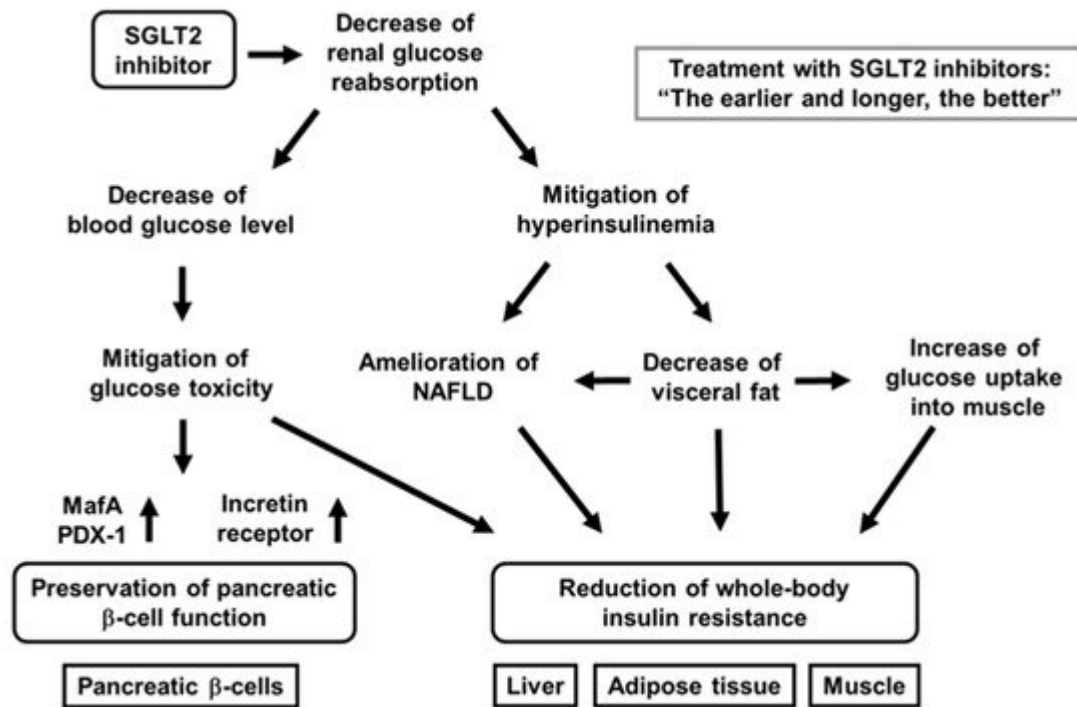 SGLT2
inhibitor
Decrease of
renal glucose
reabsorption
Treatment with SGLT2 inhibitors:
“The earlier and longer, the better”
Decrease of
blood glucose level
Mitigation of
hyperinsulinemia
Mitigation of
glucose toxicity
Amelioration of
NAFLD
Decrease of
visceral fat
Increase of
glucose uptake
into muscle
MafA
PDX-1
Incretin
receptor
Preservation of pancreatic
β-cell function
Reduction of whole-body
insulin resistance
Pancreatic β-cells
Liver
Adipose tissue
Muscle